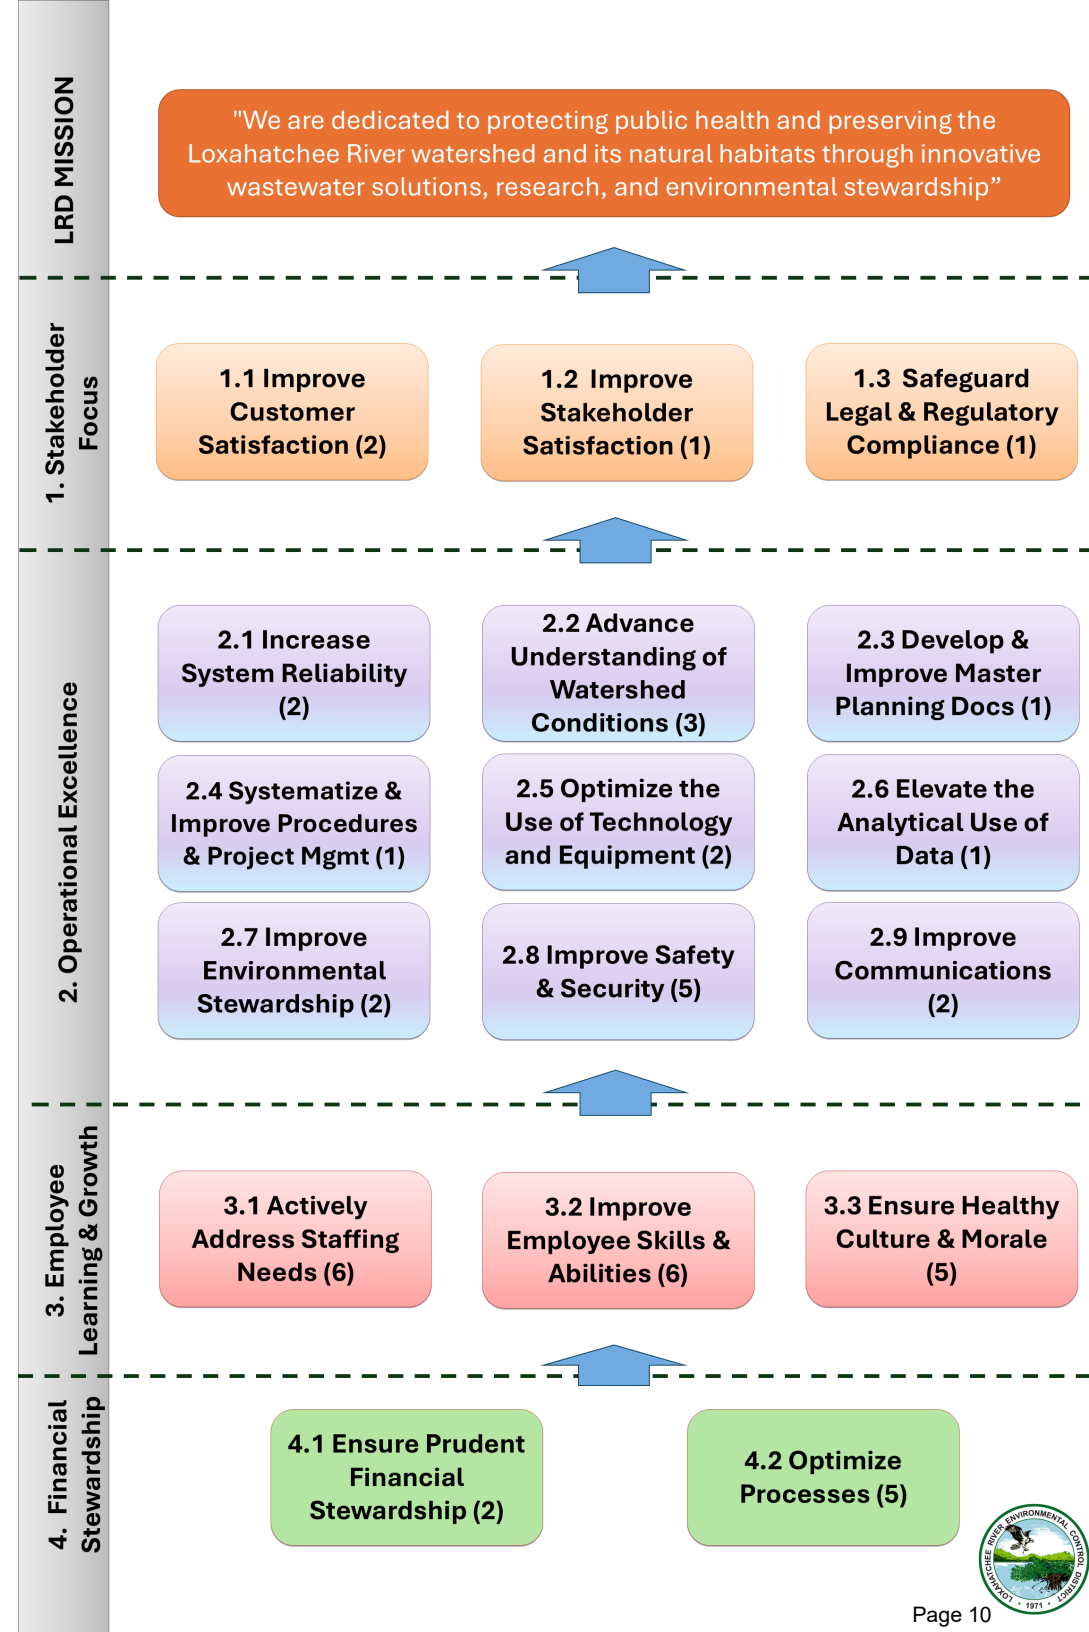 LRD MISSION
"We are dedicated to protecting public health and preserving the
Loxahatchee River watershed and its natural habitats through innovative
wastewater solutions, research, and environmental stewardship”
1. Stakeholder
Focus
1.1 Improve
Customer
Satisfaction (2)
1.2 Improve
Stakeholder
Satisfaction (1)
1.3 Safeguard
Legal & Regulatory
Compliance (1)
2. Operational Excellence
2.1 Increase
System Reliability
(2)
2.2 Advance
Understanding of
Watershed
Conditions (3)
2.3 Develop &
Improve Master
Planning Docs (1)
2.4 Systematize &
Improve Procedures
& Project Mgmt (1)
2.5 Optimize the
Use of Technology
and Equipment (2)
2.6 Elevate the
Analytical Use of
Data (1)
2.7 Improve
Environmental
Stewardship (2)
2.8 Improve Safety
& Security (5)
2.9 Improve
Communications
(2)
3. Employee
Learning & Growth
3.1 Actively
Address Staffing
Needs (6)
3.2 Improve
Employee Skills &
Abilities (6)
3.3 Ensure Healthy
Culture & Morale
(5)
4. Financial
Stewardship
4.1 Ensure Prudent
Financial
Stewardship (2)
4.2 Optimize
Processes (5)
LOXAHATCHEE RIVER ENVIRONMENTAL CONTROL DISTRICT
• 1971 •
Page 10